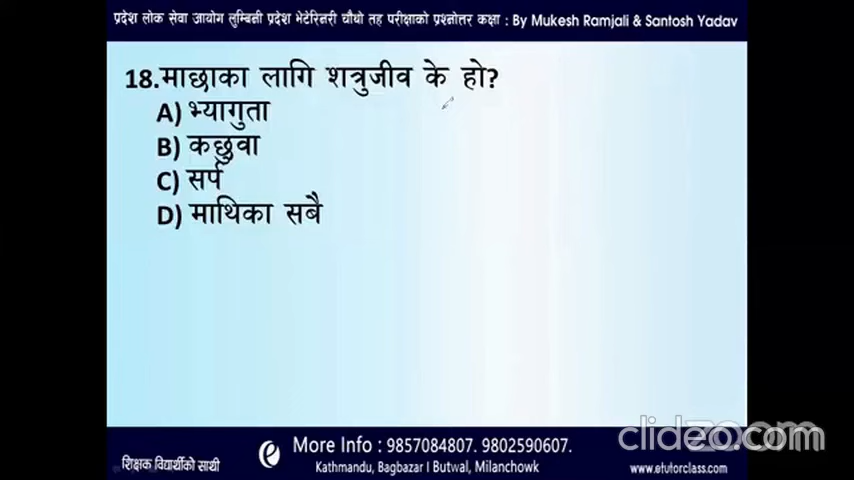 प्रदेश लोक सेवा आयोग लुम्बिनी प्रदेश भेटेरिनरी चौथो तह परीक्षाको प्रश्नोत्तर कक्षा : By Mukesh Ramjali & Santosh Yadav
18.माछाका लागि शत्रुजीव के हो?
A) भ्यागुता
B) कछुवा
C) सर्प
D) माथिका सबै
शिक्षक विद्यार्थीको साथी
More Info : 9857084807. 9802590607.
Kathmandu, Bagbazar I Butwal, Milanchowk
clideo.com
www.etutorclass.com